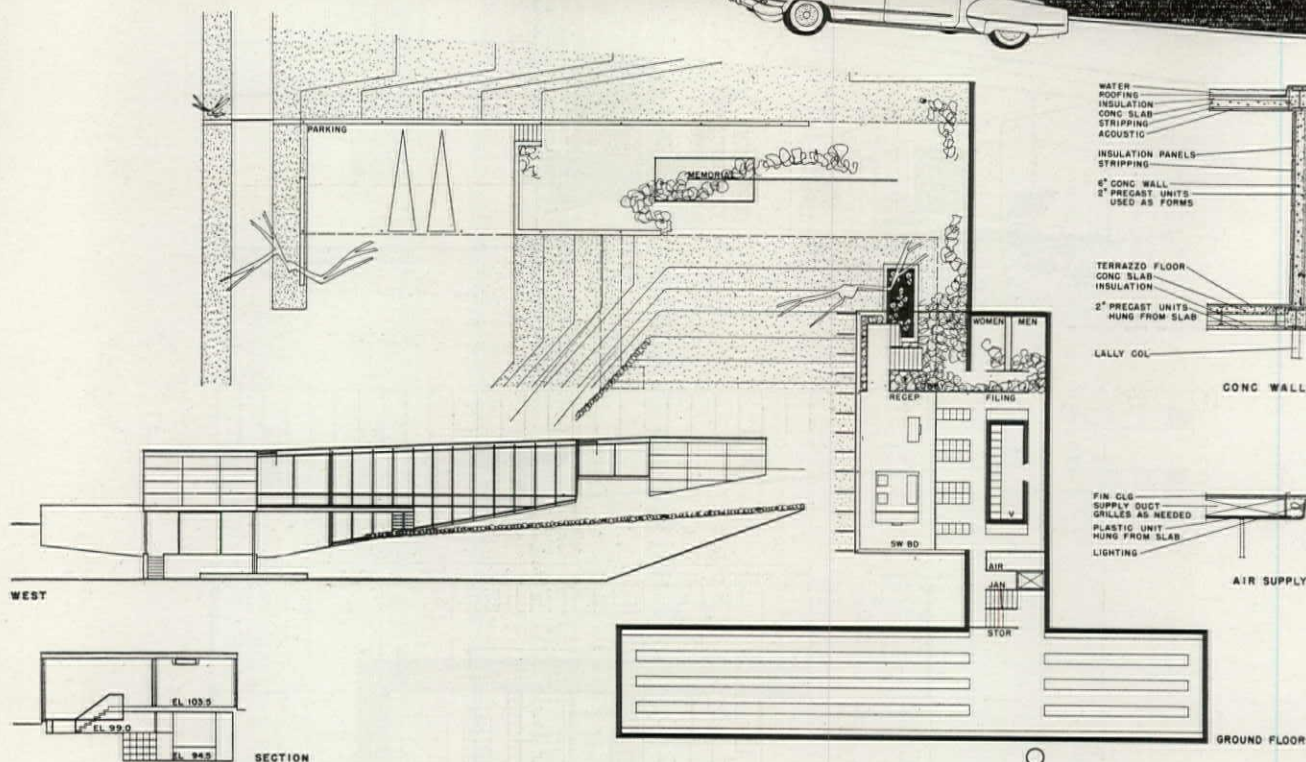 PARKING
MEMORIAL
WOMEN MEN
RECEP FILING
V
SW BD
AIR
JAN
STOR
GROUND FLOOR
WEST
EL 103.5
EL 99.0
EL 94.5
SECTION
WATER
ROOFING
INSULATION
CONC SLAB
STRIPPING
ACOUSTIC
INSULATION PANELS
STRIPPING
6" CONC WALL
2" PRECAST UNITS
USED AS FORMS
TERRAZZO FLOOR
CONC SLAB
INSULATION
2" PRECAST UNITS
HUNG FROM SLAB
LALLY COL
CONC WALL
FIN CLG
SUPPLY DUCT
GRILLES AS NEEDED
PLASTIC UNIT
HUNG FROM SLAB
LIGHTING
AIR SUPPLY